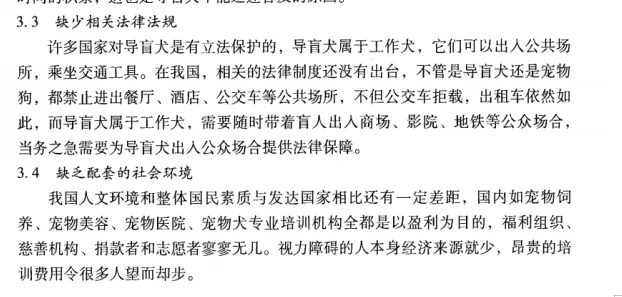 3.3 缺少相关法律法规
许多国家对导盲犬是有立法保护的，导盲犬属于工作犬，它们可以出入公共场
所，乘坐交通工具。在我国，相关的法律制度还没有出台，不管是导盲犬还是宠物
狗，都禁止进出餐厅、酒店、公交车等公共场所，不但公交车拒载，出租车依然如
此，而导盲犬属于工作犬，需要随时带着盲人出入商场、影院、地铁等公众场合，
当务之急需要为导盲犬出入公众场合提供法律保障。
3.4 缺乏配套的社会环境
我国人文环境和整体国民素质与发达国家相比还有一定差距，国内如宠物饲
养、宠物美容、宠物医院、宠物犬专业培训机构全都是以盈利为目的，福利组织、
慈善机构、捐款者和志愿者寥寥无几。视力障碍的人本身经济来源就少，昂贵的培
训费用令很多人望而却步。